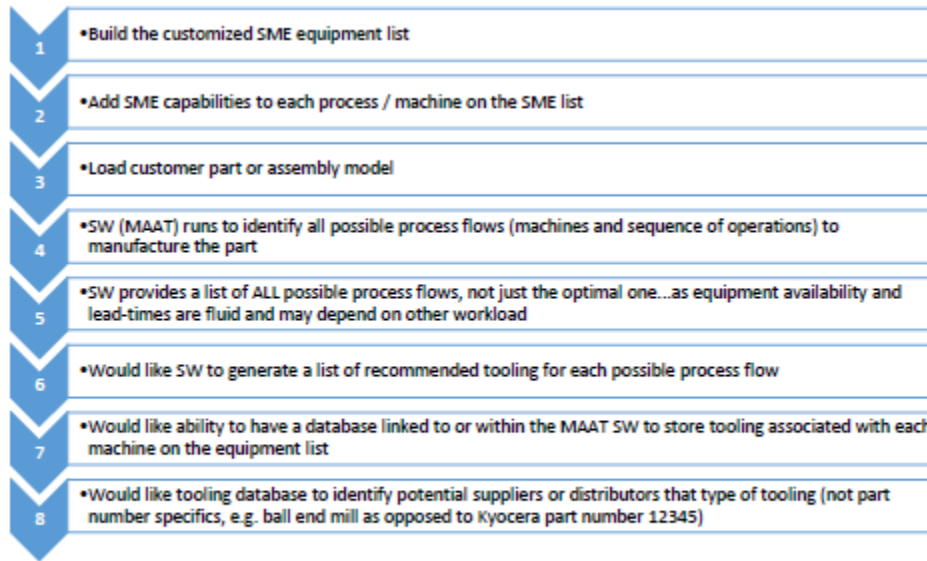 1
•Build the customized SME equipment list
2
•Add SME capabilities to each process / machine on the SME list
3
•Load customer part or assembly model
4
•SW (MAAT) runs to identify all possible process flows (machines and sequence of operations) to
manufacture the part
5
•SW provides a list of ALL possible process flows, not just the optimal one...as equipment availability and
lead-times are fluid and may depend on other workload
6
•Would like SW to generate a list of recommended tooling for each possible process flow
7
•Would like ability to have a database linked to or within the MAAT SW to store tooling associated with each
machine on the equipment list
8
•Would like tooling database to identify potential suppliers or distributors that type of tooling (not part
number specifics, e.g. ball end mill as opposed to Kyocera part number 12345)